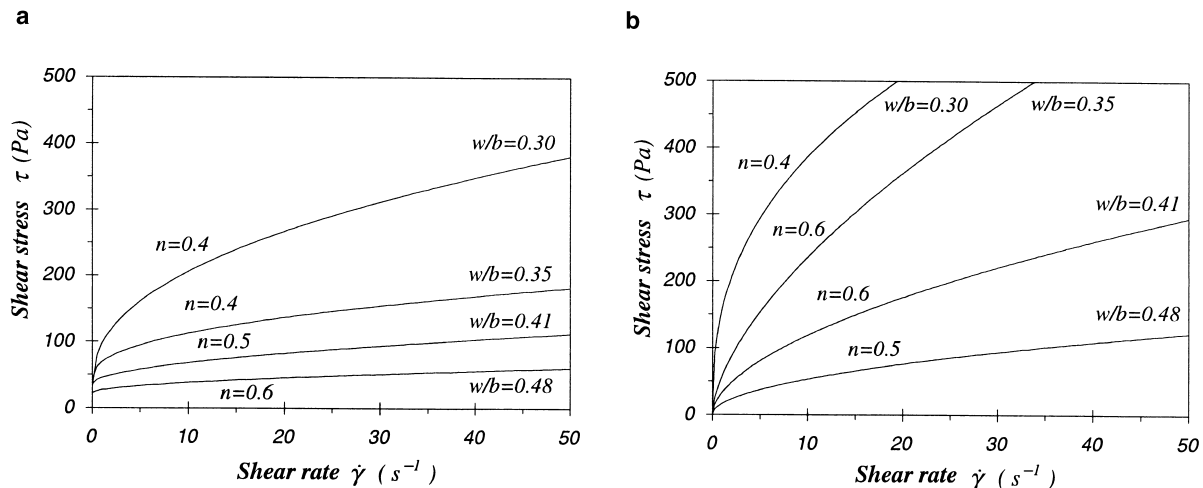 a
500
400
300
200
100
0
Shear stress τ (Pa)
w/b=0.30
n=0.4
w/b=0.35
n=0.4
w/b=0.41
n=0.5
w/b=0.48
n=0.6
0 10 20 30 40 50
Shear rate γ̇ ( s⁻¹ )
b
500
400
300
200
100
0
Shear stress τ (Pa)
w/b=0.30
w/b=0.35
n=0.4
n=0.6
w/b=0.41
n=0.6
w/b=0.48
n=0.5
0 10 20 30 40 50
Shear rate γ̇ ( s⁻¹ )